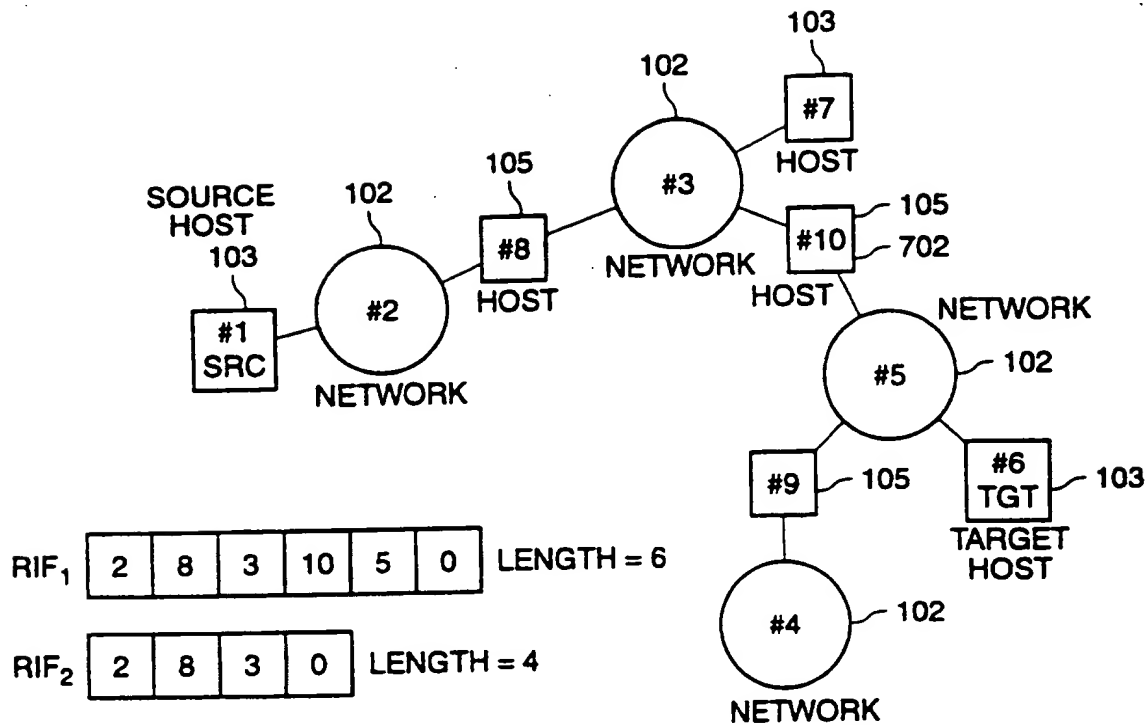 103
102
#7
HOST
105
#3
SOURCE
HOST
102
105
103
#8
#10
702
NETWORK
HOST
HOST
#2
NETWORK
#1
SRC
#5
102
NETWORK
#9
105
#6
TGT
103
TARGET
HOST
RIF1 2 8 3 10 5 0 LENGTH = 6
#4
102
RIF2 2 8 3 0 LENGTH = 4
NETWORK